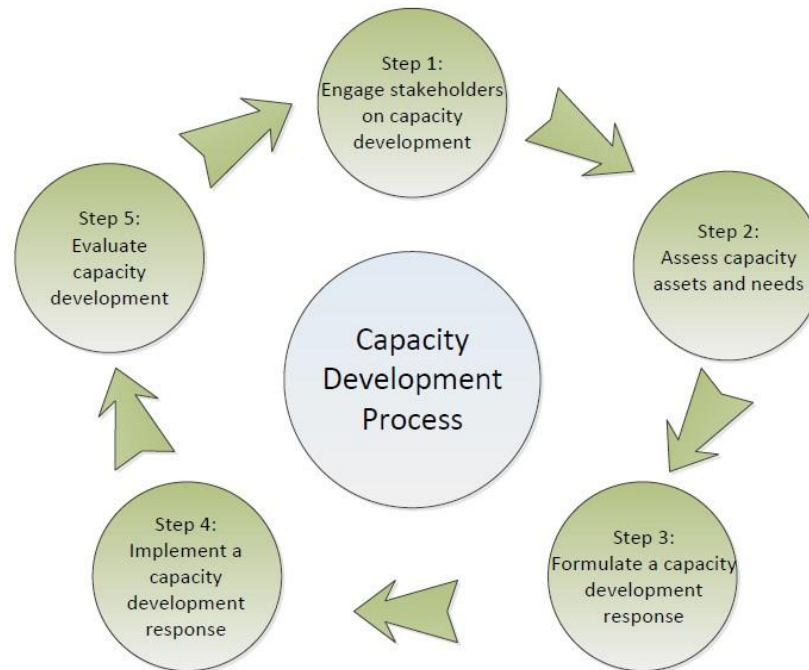 Step 1:
Engage stakeholders
on capacity
development
Step 2:
Assess capacity
assets and needs
Step 3:
Formulate a capacity
development
response
Step 4:
Implement a
capacity
development
response
Step 5:
Evaluate
capacity
development
Capacity
Development
Process